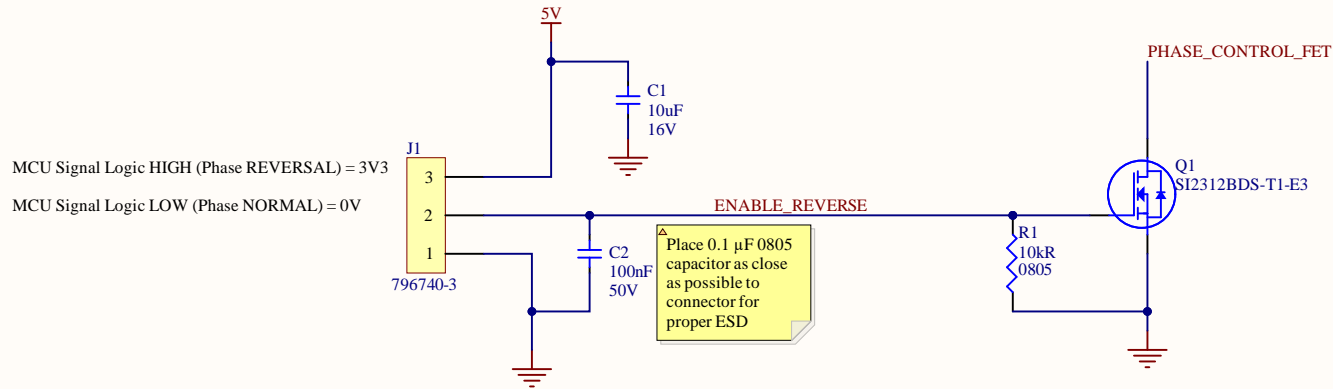 5V
C1
10uF
16V
PHASE_CONTROL_FET
J1
MCU Signal Logic HIGH (Phase REVERSAL) = 3V3
MCU Signal Logic LOW (Phase NORMAL) = 0V
3
2
1
796740-3
ENABLE_REVERSE
C2
100nF
50V
Place 0.1 µF 0805
capacitor as close
as possible to
connector for
proper ESD
R1
10kR
0805
Q1
SI2312BDS-T1-E3